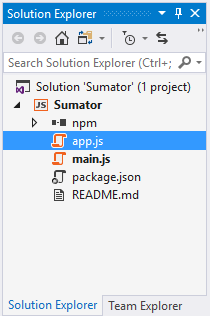 Solution Explorer
Search Solution Explorer (Ctrl+;
Solution 'Sumator' (1 project)
JS Sumator
npm
app.js
main.js
package.json
README.md
Solution Explorer Team Explorer